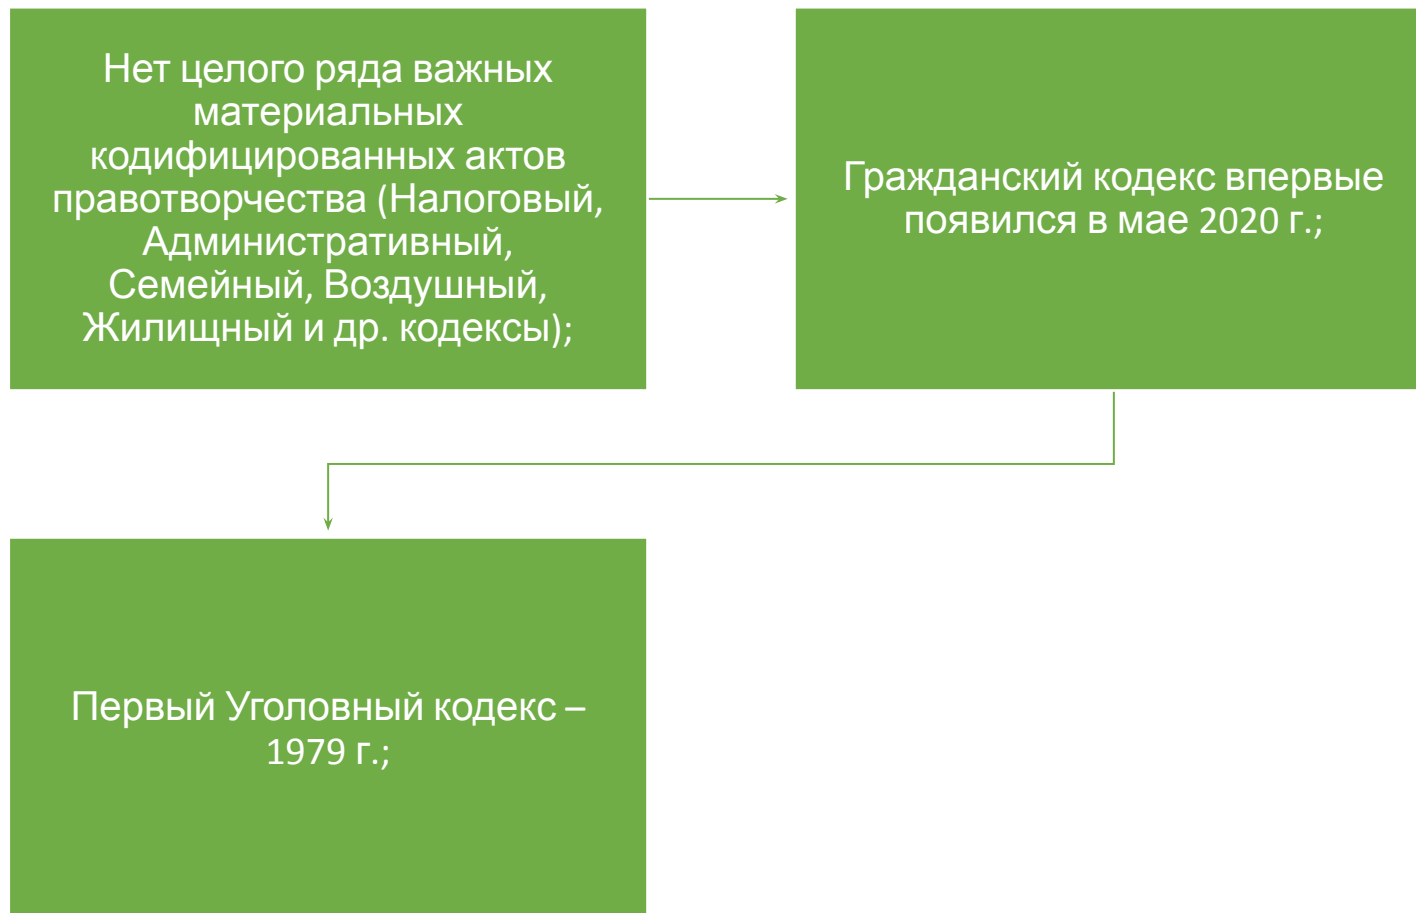 Нет целого ряда важных
материальных
кодифицированных актов
правотворчества (Налоговый,
Административный,
Семейный, Воздушный,
Жилищный и др. кодексы);
Гражданский кодекс впервые
появился в мае 2020 г.;
Первый Уголовный кодекс –
1979 г.;